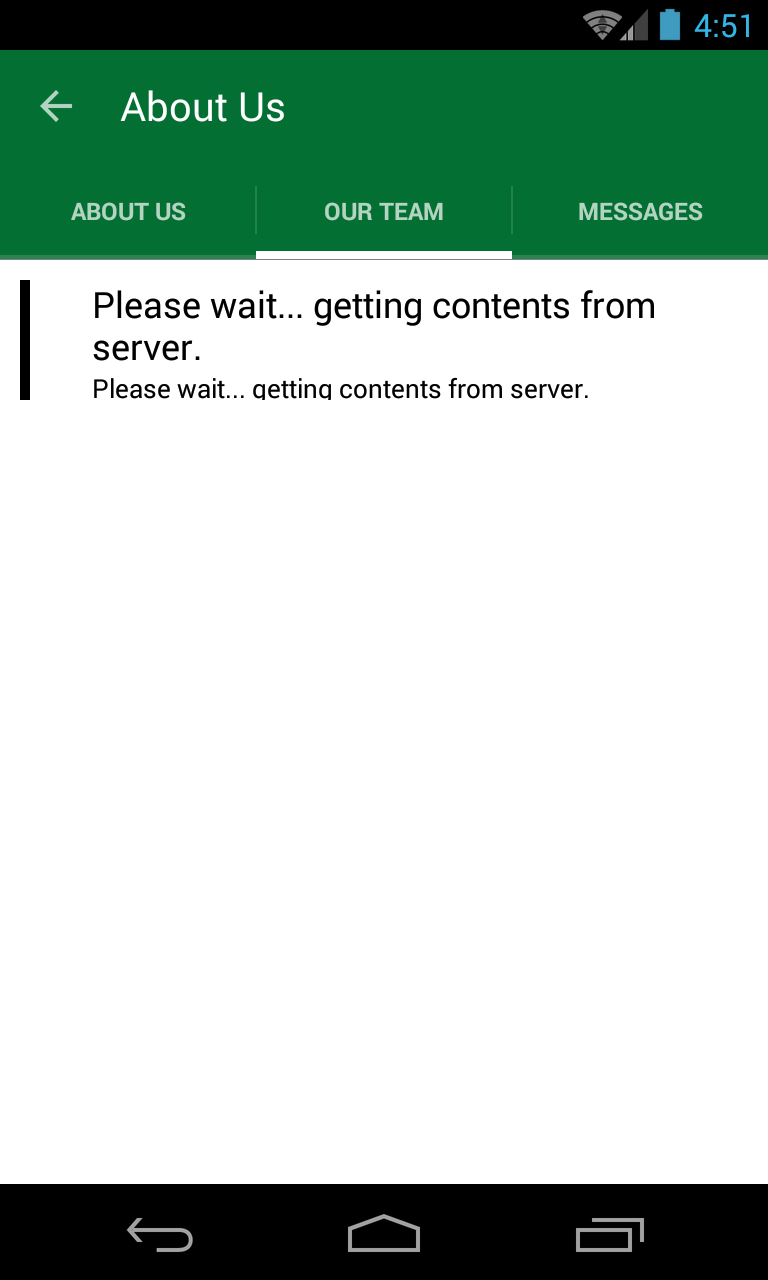 4:51
About Us
ABOUT US
OUR TEAM
MESSAGES
Please wait... getting contents from
server.
Please wait... getting contents from server.